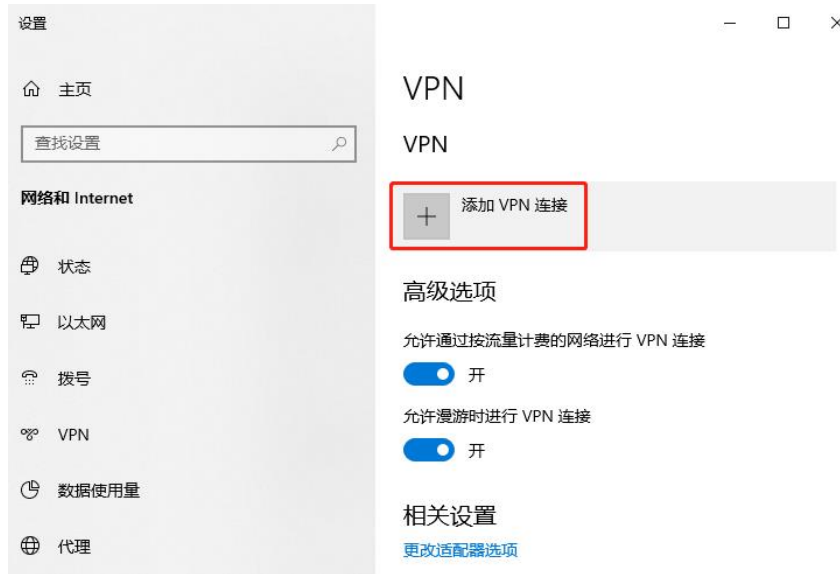 设置
主页
查找设置
网络和 Internet
状态
以太网
拨号
VPN
数据使用量
代理
VPN
VPN
添加 VPN 连接
高级选项
允许通过按流量计费的网络进行 VPN 连接
开
允许漫游时进行 VPN 连接
开
相关设置
更改适配器选项